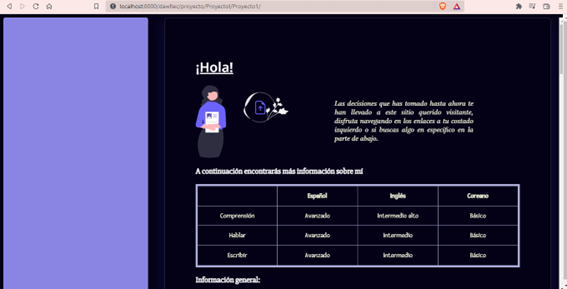 localhost:8000/dawftec/proyecto/ProyectoI/Proyecto1/
¡Hola!
Las decisiones que has tomado hasta ahora te
han llevado a este sitio querido visitante,
disfruta navegando en los enlaces a tu costado
izquierdo o si buscas algo en específico en la
parte de abajo.
A continuación encontrarás más información sobre mí
Español Inglés Coreano
Comprensión Avanzado Intermedio alto Básico
Hablar Avanzado Intermedio Básico
Escribir Avanzado Intermedio Básico
Información general: